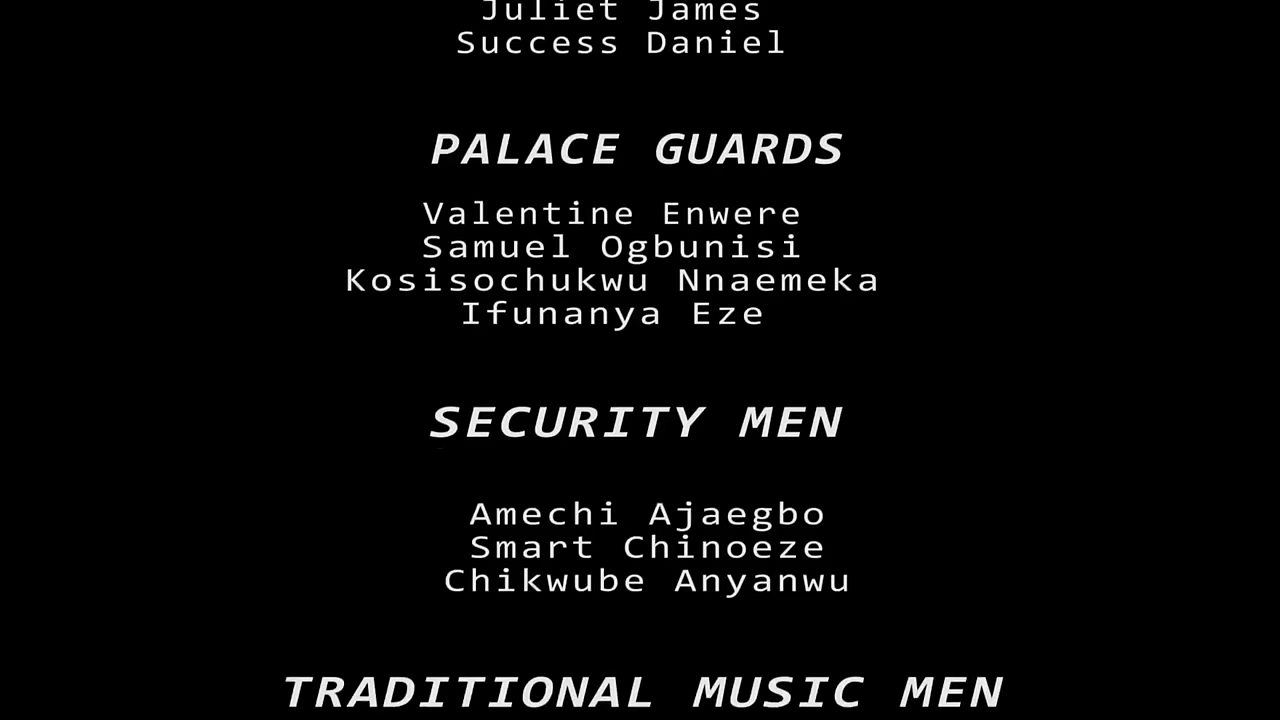 Juliet James
Success Daniel
PALACE GUARDS
Valentine Enwere
Samuel Ogbunisi
Kosisochukwu Nnaemeka
Ifunanya Eze
SECURITY MEN
Amechi Ajaegbo
Smart Chinoeze
Chikwube Anyanwu
TRADITIONAL MUSIC MEN